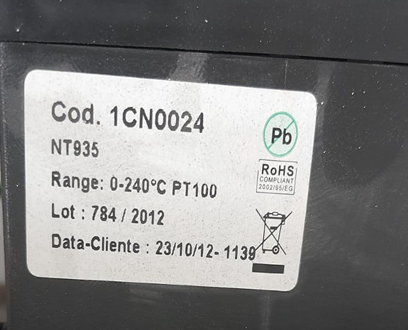 Cod. 1CN0024
Pb
NT935
RoHS
COMPLIANT
2002/95/EG
Range: 0-240°C PT100
Lot : 784 / 2012
Data-Cliente : 23/10/12- 1139